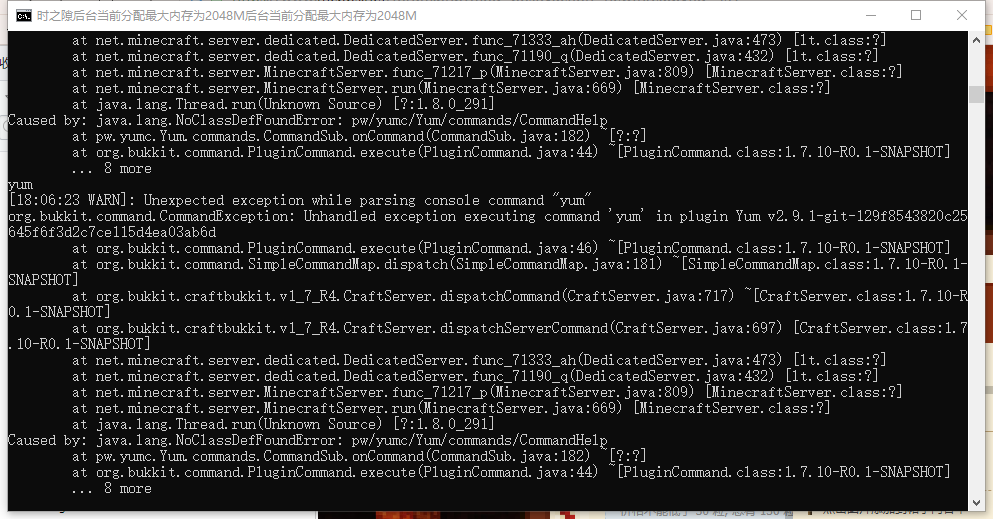 时之隙后台当前分配最大内存为2048M后台当前分配最大内存为2048M
at net.minecraft.server.dedicated.DedicatedServer.func_71333_ah(DedicatedServer.java:473) [lt.class:?]
at net.minecraft.server.dedicated.DedicatedServer.func_71190_q(DedicatedServer.java:432) [lt.class:?]
at net.minecraft.server.MinecraftServer.func_71217_p(MinecraftServer.java:809) [MinecraftServer.class:?]
at net.minecraft.server.MinecraftServer.run(MinecraftServer.java:669) [MinecraftServer.class:?]
at java.lang.Thread.run(Unknown Source) [?:1.8.0_291]
Caused by: java.lang.NoClassDefFoundError: pw/yumc/Yum/commands/CommandHelp
at pw.yumc.Yum.commands.CommandSub.onCommand(CommandSub.java:182) ~[?:?]
at org.bukkit.command.PluginCommand.execute(PluginCommand.java:44) ~[PluginCommand.class:1.7.10-R0.1-SNAPSHOT]
... 8 more
yum
[18:06:23 WARN]: Unexpected exception while parsing console command "yum"
org.bukkit.command.CommandException: Unhandled exception executing command 'yum' in plugin Yum v2.9.1-git-129f8543820c25
645f6f3d2c7ce115d4ea03ab6d
at org.bukkit.command.PluginCommand.execute(PluginCommand.java:46) ~[PluginCommand.class:1.7.10-R0.1-SNAPSHOT]
at org.bukkit.command.SimpleCommandMap.dispatch(SimpleCommandMap.java:181) ~[SimpleCommandMap.class:1.7.10-R0.1-
SNAPSHOT]
at org.bukkit.craftbukkit.v1_7_R4.CraftServer.dispatchCommand(CraftServer.java:717) ~[CraftServer.class:1.7.10-R
0.1-SNAPSHOT]
at org.bukkit.craftbukkit.v1_7_R4.CraftServer.dispatchServerCommand(CraftServer.java:697) [CraftServer.class:1.7
.10-R0.1-SNAPSHOT]
at net.minecraft.server.dedicated.DedicatedServer.func_71333_ah(DedicatedServer.java:473) [lt.class:?]
at net.minecraft.server.dedicated.DedicatedServer.func_71190_q(DedicatedServer.java:432) [lt.class:?]
at net.minecraft.server.MinecraftServer.func_71217_p(MinecraftServer.java:809) [MinecraftServer.class:?]
at net.minecraft.server.MinecraftServer.run(MinecraftServer.java:669) [MinecraftServer.class:?]
at java.lang.Thread.run(Unknown Source) [?:1.8.0_291]
Caused by: java.lang.NoClassDefFoundError: pw/yumc/Yum/commands/CommandHelp
at pw.yumc.Yum.commands.CommandSub.onCommand(CommandSub.java:182) ~[?:?]
at org.bukkit.command.PluginCommand.execute(PluginCommand.java:44) ~[PluginCommand.class:1.7.10-R0.1-SNAPSHOT]
... 8 more